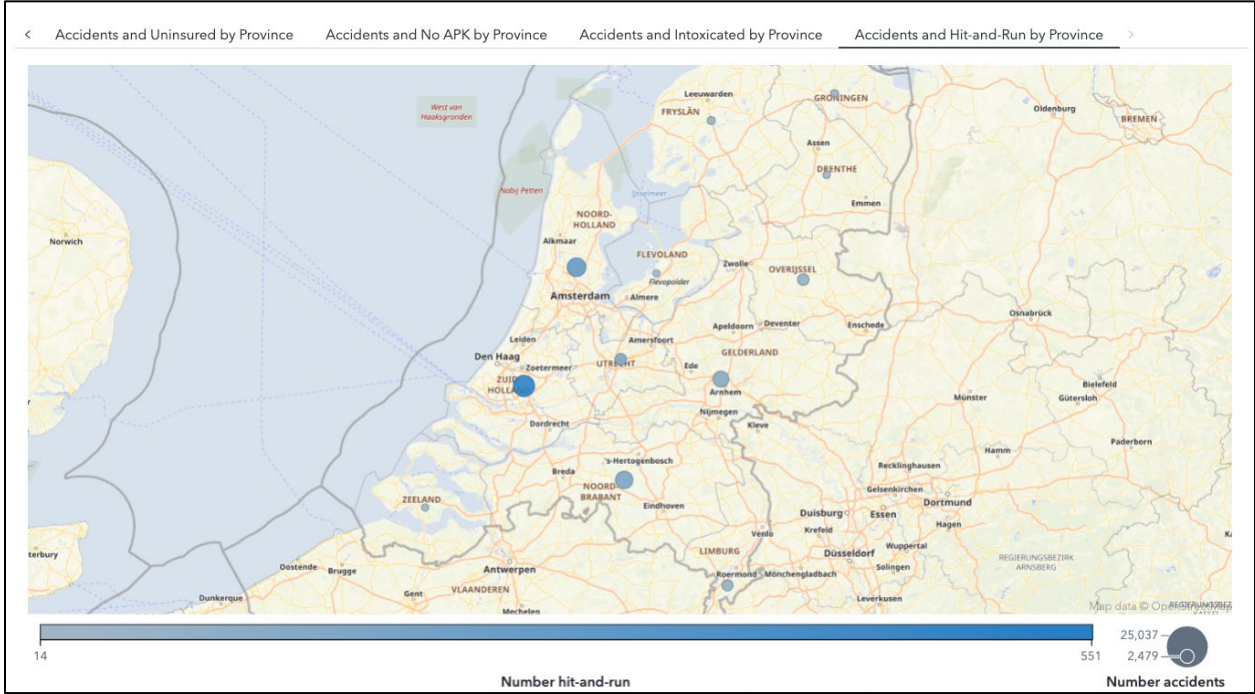 < Accidents and Uninsured by Province Accidents and No APK by Province Accidents and Intoxicated by Province Accidents and Hit-and-Run by Province >
Leeuwarden
GRONINGEN
FRYSLÂN
West van
Haaksgronden
Oldenburg
BREMEN
Assen
DRENTHE
Nabij Petten
IJsselmeer
Emmen
NOORD-
HOLLAND
Norwich
Alkmaar
FLEVOLAND
Zwolle
OVERIJSSEL
Flevopolder
Amsterdam
Almere
Osnabrück
Apeldoorn
Deventer
Enschede
Leiden
Amersfoort
Den Haag
UTRECHT
GELDERLAND
Zoetermeer
Ede
ZUID
HOLLAND
Bielefeld
Arnhem
Münster
Gütersloh
Nijmegen
Dordrecht
Kleve
Paderborn
Hamm
's-Hertogenbosch
Recklinghausen
Breda
NOORD
BRABANT
Gelsenkirchen
ZEELAND
Dortmund
Eindhoven
Duisburg
Essen
Hagen
Venlo
Krefeld
Wuppertal
terbury
LIMBURG
Düsseldorf
REGIERUNGSBEZIRK
ARNSBERG
Oostende
Brugge
Antwerpen
Roermond
Mönchengladbach
Solingen
Gent
VLAANDEREN
Dunkerque
Leverkusen
Mechelen
Map data © OpenStreetMap
14
551
Number hit-and-run
25,037
2,479
Number accidents